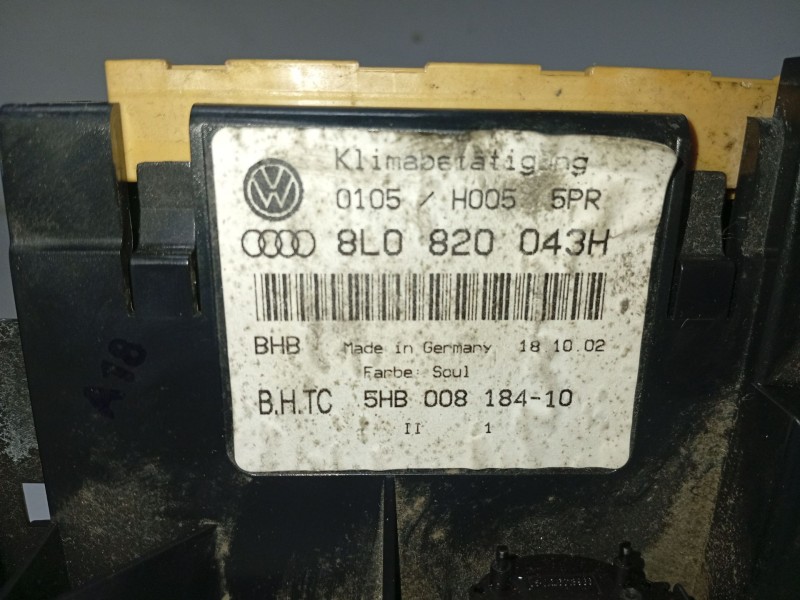 Klimabetätigung
0105 / H005 5PR
8L0 820 043H
BHB Made in Germany 18.10.02
Farbe: Soul
B.H.TC 5HB 008 184-10
II 1
A78